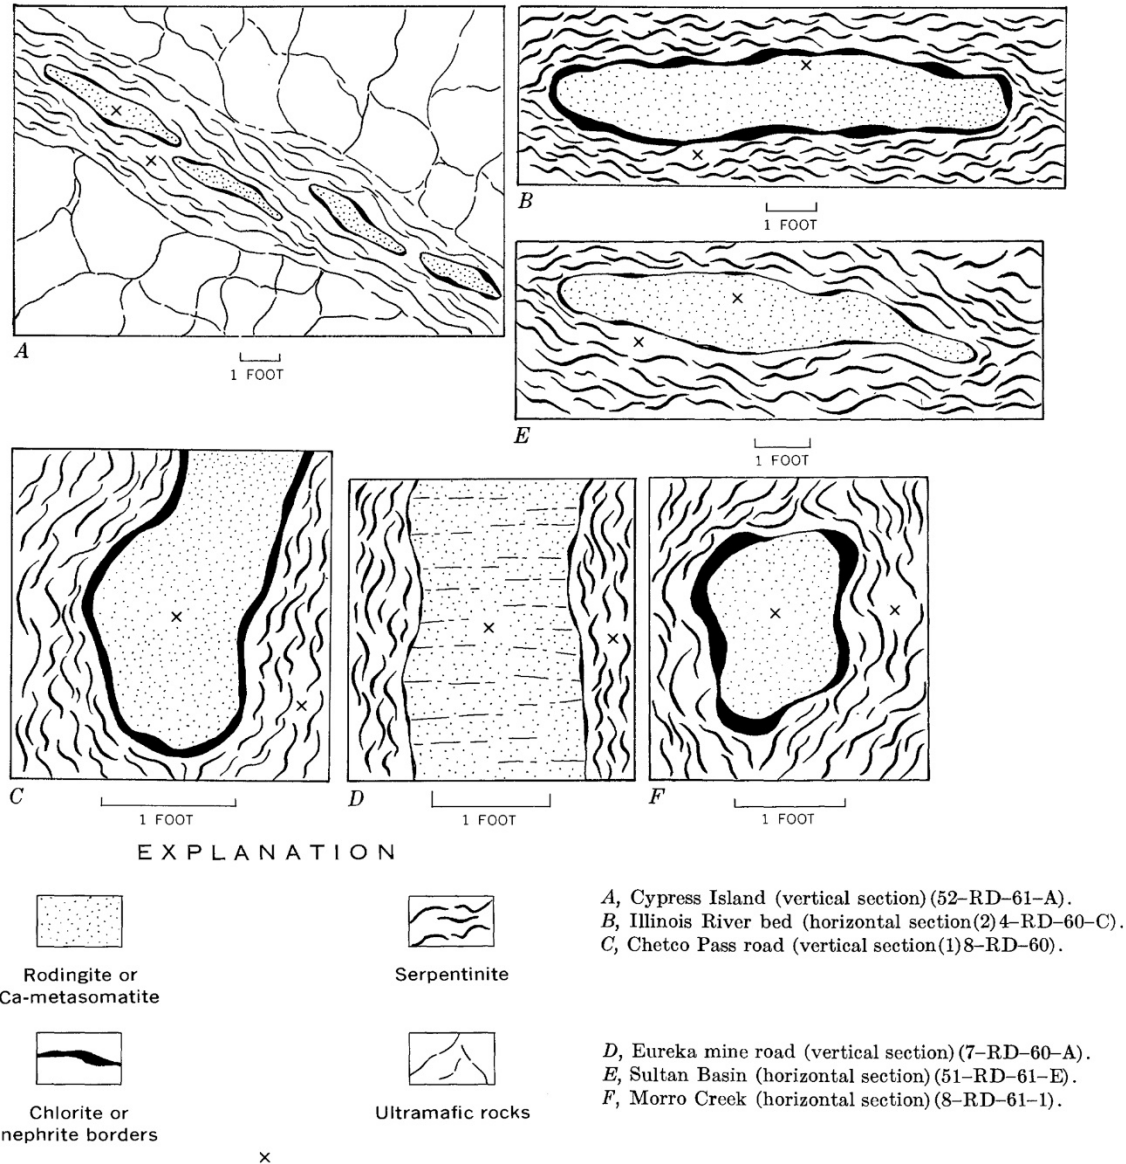 A
1 FOOT
B
1 FOOT
E
1 FOOT
C
1 FOOT
D
1 FOOT
F
1 FOOT
EXPLANATION
Rodingite or
Ca-metasomatite
Serpentinite
Chlorite or
nephrite borders
Ultramafic rocks
×
A, Cypress Island (vertical section) (52–RD–61–A).
B, Illinois River bed (horizontal section(2)4–RD–60–C).
C, Chetco Pass road (vertical section(1)8–RD–60).
D, Eureka mine road (vertical section) (7–RD–60–A).
E, Sultan Basin (horizontal section) (51–RD–61–E).
F, Morro Creek (horizontal section) (8–RD–61–1).